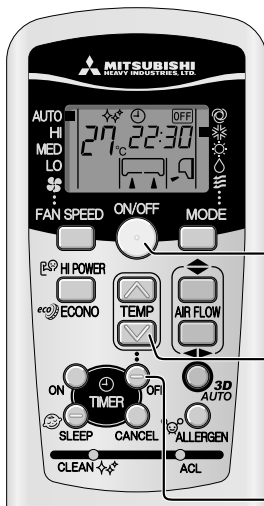 MITSUBISHI
HEAVY INDUSTRIES, LTD.
AUTO
HI
MED
LO
OFF
27°C 22:30
FAN SPEED
ON/OFF
MODE
HI POWER
eco ECONO
TEMP
AIR FLOW
ON
TIMER
OFF
3D
AUTO
SLEEP
CANCEL
ALLERGEN
CLEAN
ACL